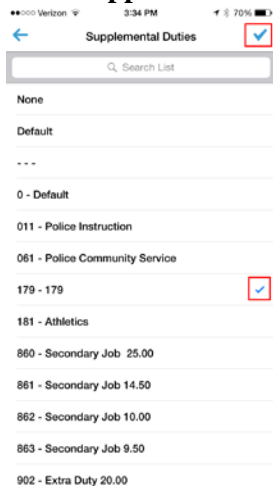 Verizon 3:34 PM 70%
Supplemental Duties
Search List
None
Default
- - -
0 - Default
011 - Police Instruction
061 - Police Community Service
179 - 179
181 - Athletics
860 - Secondary Job 25.00
861 - Secondary Job 14.50
862 - Secondary Job 10.00
863 - Secondary Job 9.50
902 - Extra Duty 20.00